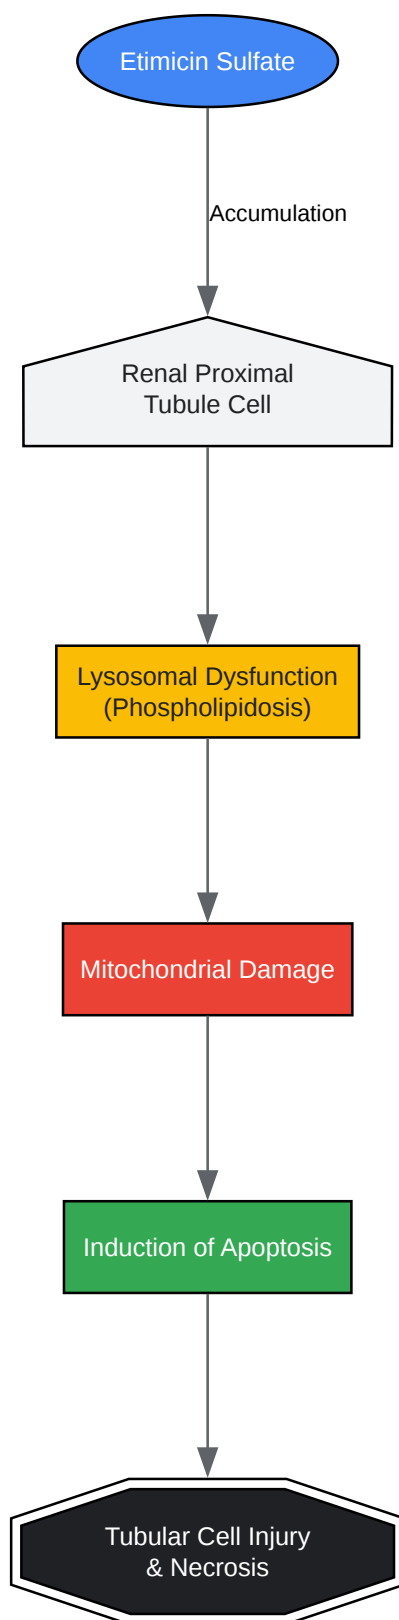 Etimicin Sulfate
Accumulation
Renal Proximal
Tubule Cell
Lysosomal Dysfunction
(Phospholipidosis)
Mitochondrial Damage
Induction of Apoptosis
Tubular Cell Injury
& Necrosis